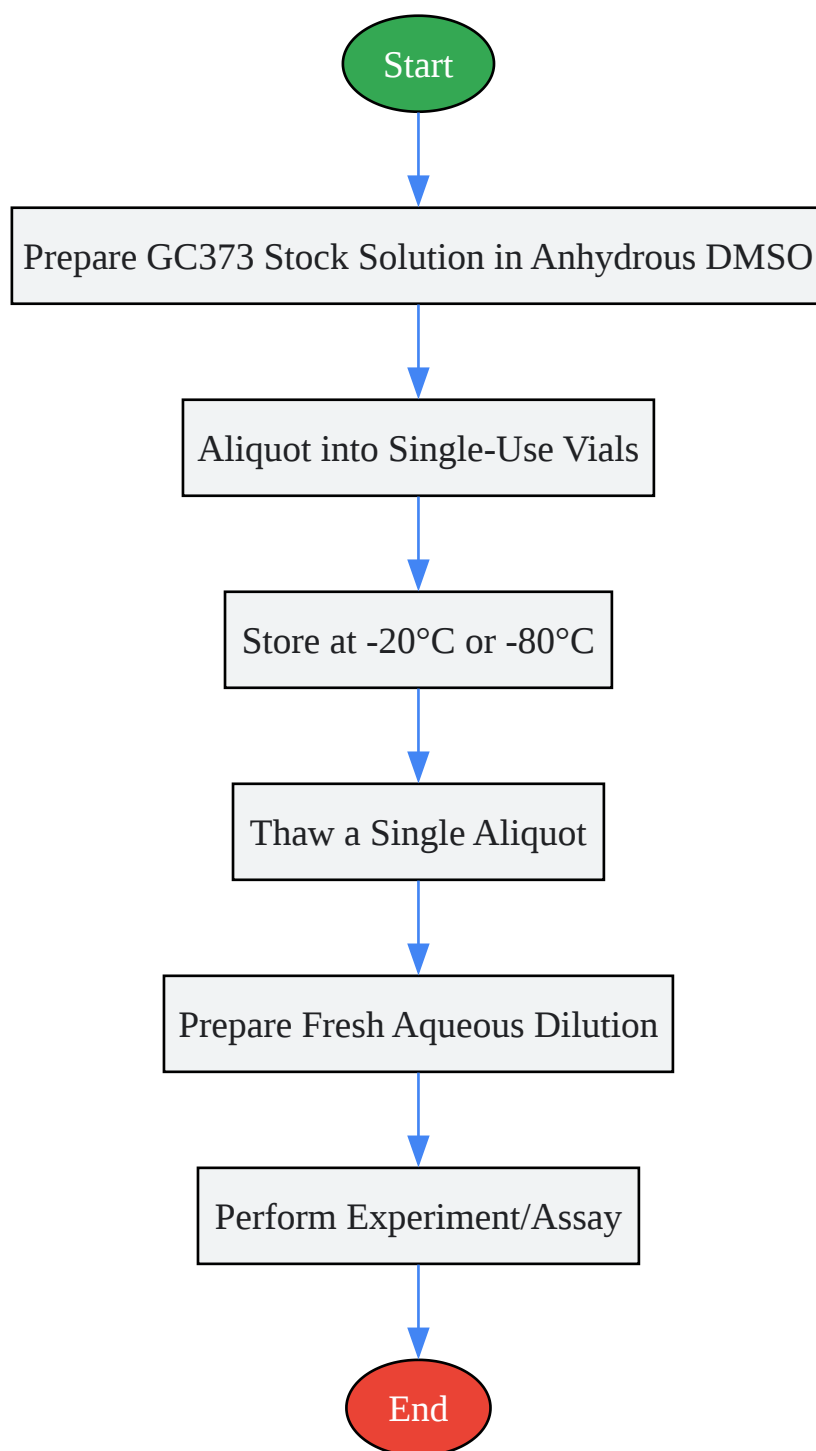 Start
Prepare GC373 Stock Solution in Anhydrous DMSO
Aliquot into Single-Use Vials
Store at -20°C or -80°C
Thaw a Single Aliquot
Prepare Fresh Aqueous Dilution
Perform Experiment/Assay
End